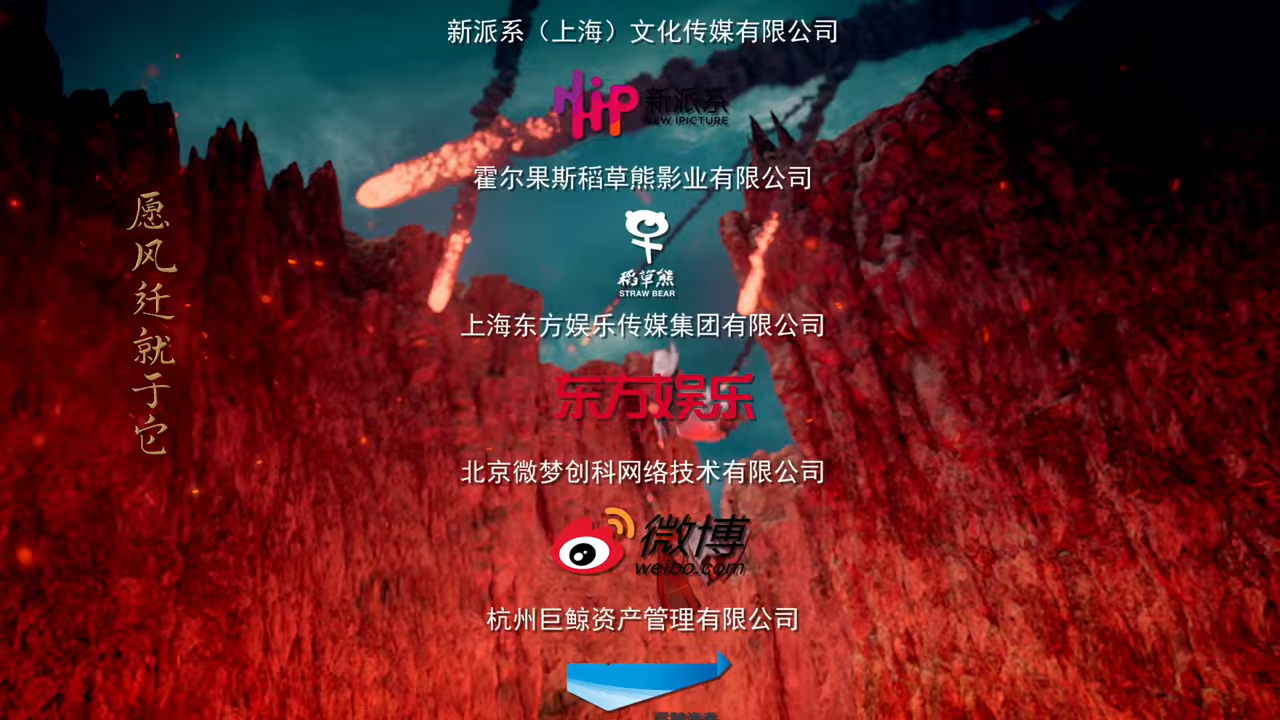 新派系（上海）文化传媒有限公司
新派系
NEW IPICTURE
霍尔果斯稻草熊影业有限公司
稻草熊
STRAW BEAR
上海东方娱乐传媒集团有限公司
东方娱乐
北京微梦创科网络技术有限公司
微博
weibo.com
杭州巨鲸资产管理有限公司
愿风迁就于它